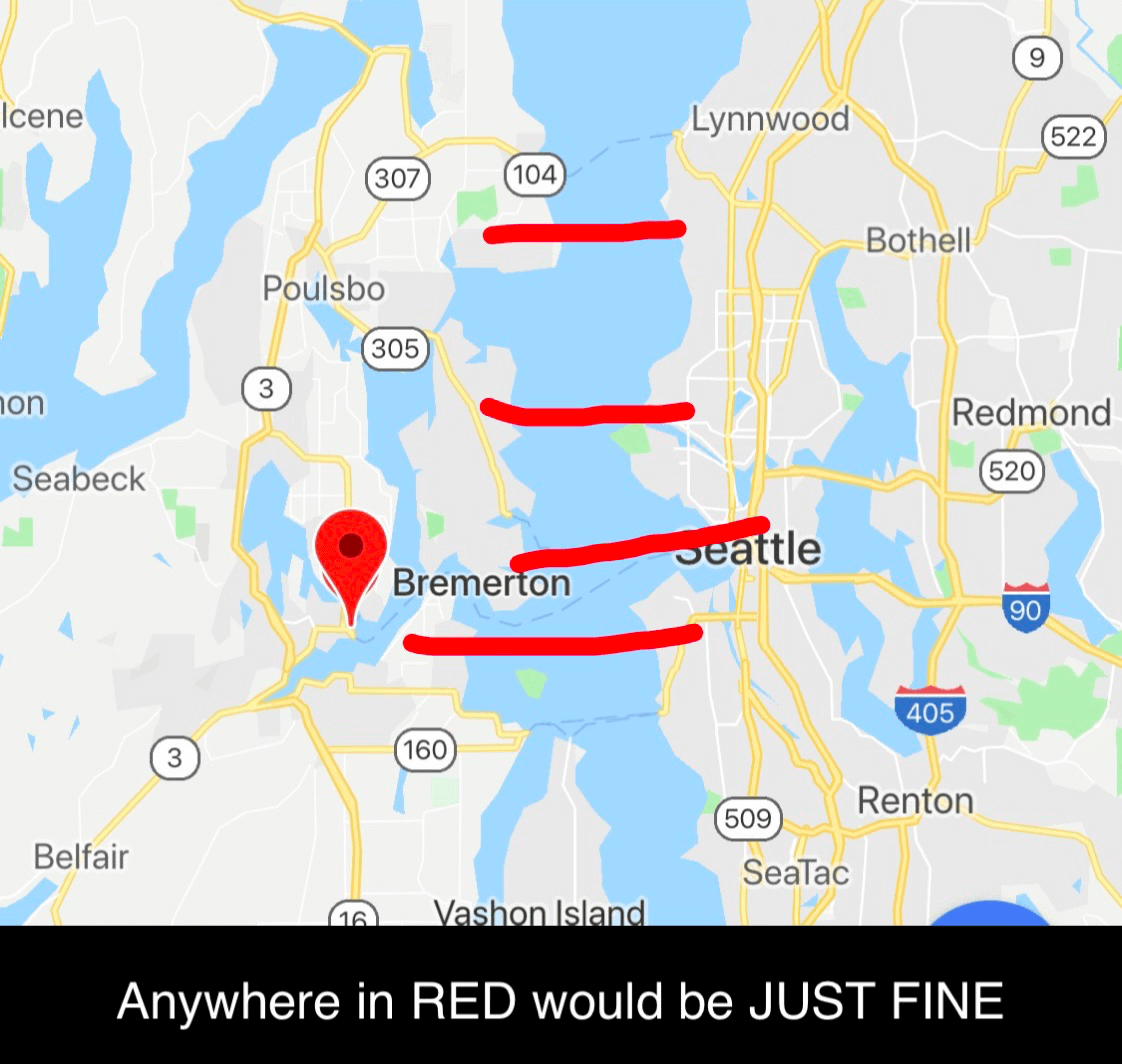 9
lcene
Lynnwood
522
307
104
Bothell
Poulsbo
305
3
non
Redmond
Seabeck
520
Seattle
Bremerton
90
405
3
160
Renton
509
Belfair
SeaTac
16
Vashon Island
Anywhere in RED would be JUST FINE